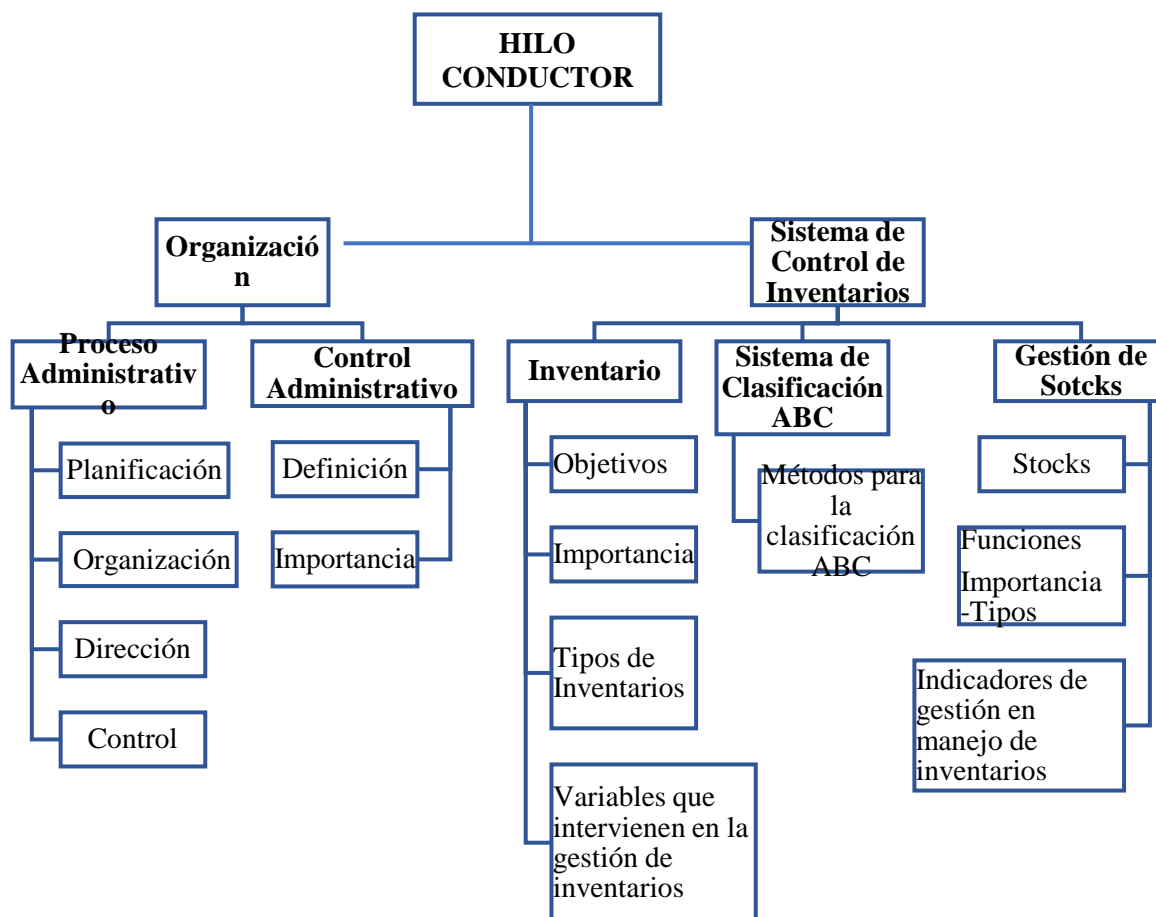 HILO
CONDUCTOR
Organizació
n
Sistema de
Control de
Inventarios
Proceso
Administrativ
o
Planificación
Organización
Dirección
Control
Control
Administrativo
Definición
Importancia
Inventario
Objetivos
Importancia
Tipos de
Inventarios
Variables que
intervienen en la
gestión de
inventarios
Sistema de
Clasificación
ABC
Métodos para
la
clasificación
ABC
Gestión de
Sotcks
Stocks
Funciones
Importancia
-Tipos
Indicadores de
gestión en
manejo de
inventarios